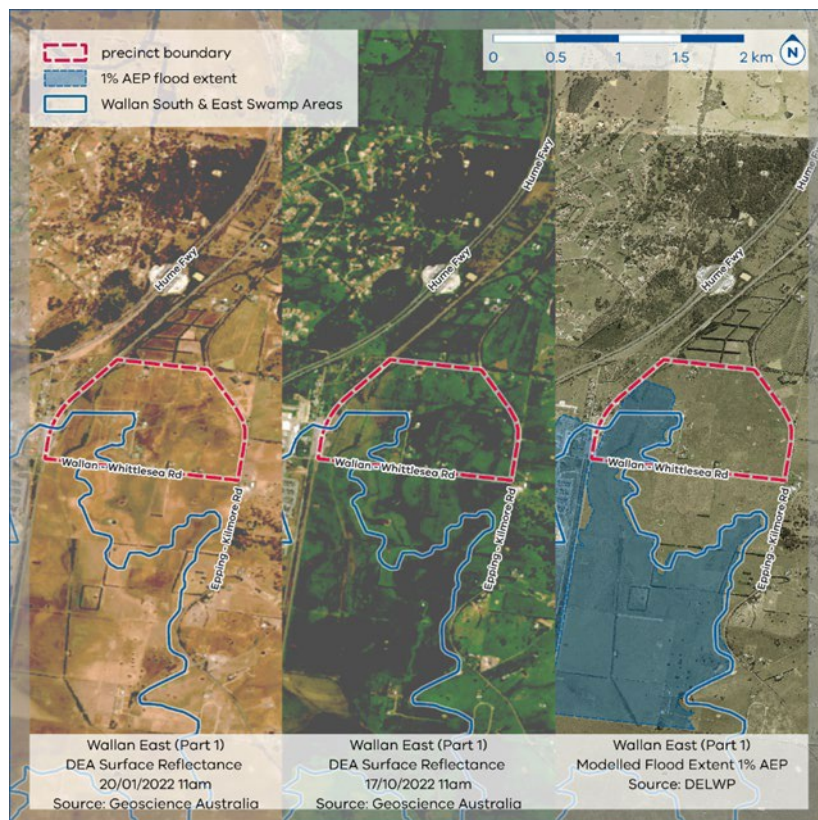 precinct boundary
1% AEP flood extent
Wallan South & East Swamp Areas
0 0.5 1 1.5 2 km
N
Hume Fwy
Hume Fwy
Hume Fwy
Hume Fwy
Hume Fwy
Wallan - Whittlesea Rd
Wallan - Whittlesea Rd
Wallan - Whittlesea Rd
Epping - Kilmore Rd
Epping - Kilmore Rd
Epping - Kilmore Rd
Wallan East (Part 1)
DEA Surface Reflectance
20/01/2022 11am
Source: Geoscience Australia
Wallan East (Part 1)
DEA Surface Reflectance
17/10/2022 11am
Source: Geoscience Australia
Wallan East (Part 1)
Modelled Flood Extent 1% AEP
Source: DELWP